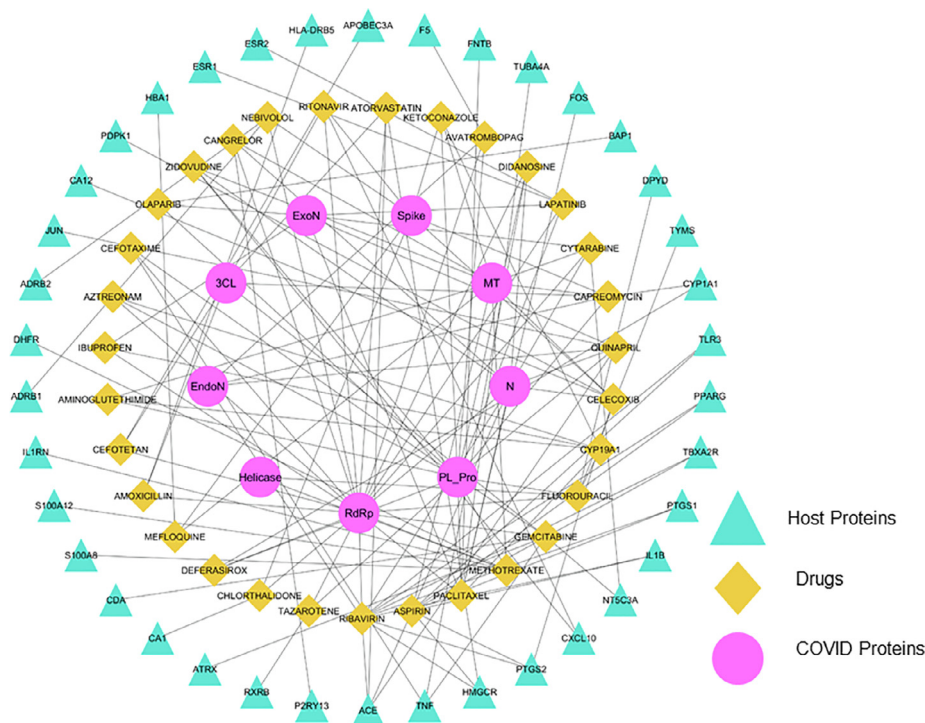 APOBEC3A
HLA-DRB5
F5
ESR2
FNTB
ESR1
TUBA4A
HBA1
FOS
RITONAVIR
ATORVASTATIN
NEBIVOLOL
KETOCONAZOLE
PDPK1
CANGRELOR
AVATROMBOPAG
BAP1
ZIDOVUDINE
DIDANOSINE
CA12
DPYD
OLAPARIB
LAPATINIB
ExoN
Spike
JUN
TYMS
CEFOTAXIME
CYTARABINE
ADRB2
3CL
MT
CYP1A1
AZTREONAM
CAPREOMYCIN
DHFR
TLR3
IBUPROFEN
QUINAPRIL
EndoN
N
ADRB1
PPARG
AMINOGLUTETHIMIDE
CELECOXIB
IL1RN
CEFOTETAN
CYP19A1
TBXA2R
Helicase
PL_Pro
S100A12
AMOXICILLIN
FLUOROURACIL
PTGS1
RdRp
Host Proteins
MEFLOQUINE
GEMCITABINE
S100A8
IL1B
DEFERASIROX
METHOTREXATE
Drugs
CDA
CHLORTHALIDONE
PACLITAXEL
NT5C3A
TAZAROTENE
RIBAVIRIN
ASPIRIN
CA1
CXCL10
COVID Proteins
ATRX
PTGS2
RXRB
HMGCR
P2RY13
ACE
TNF